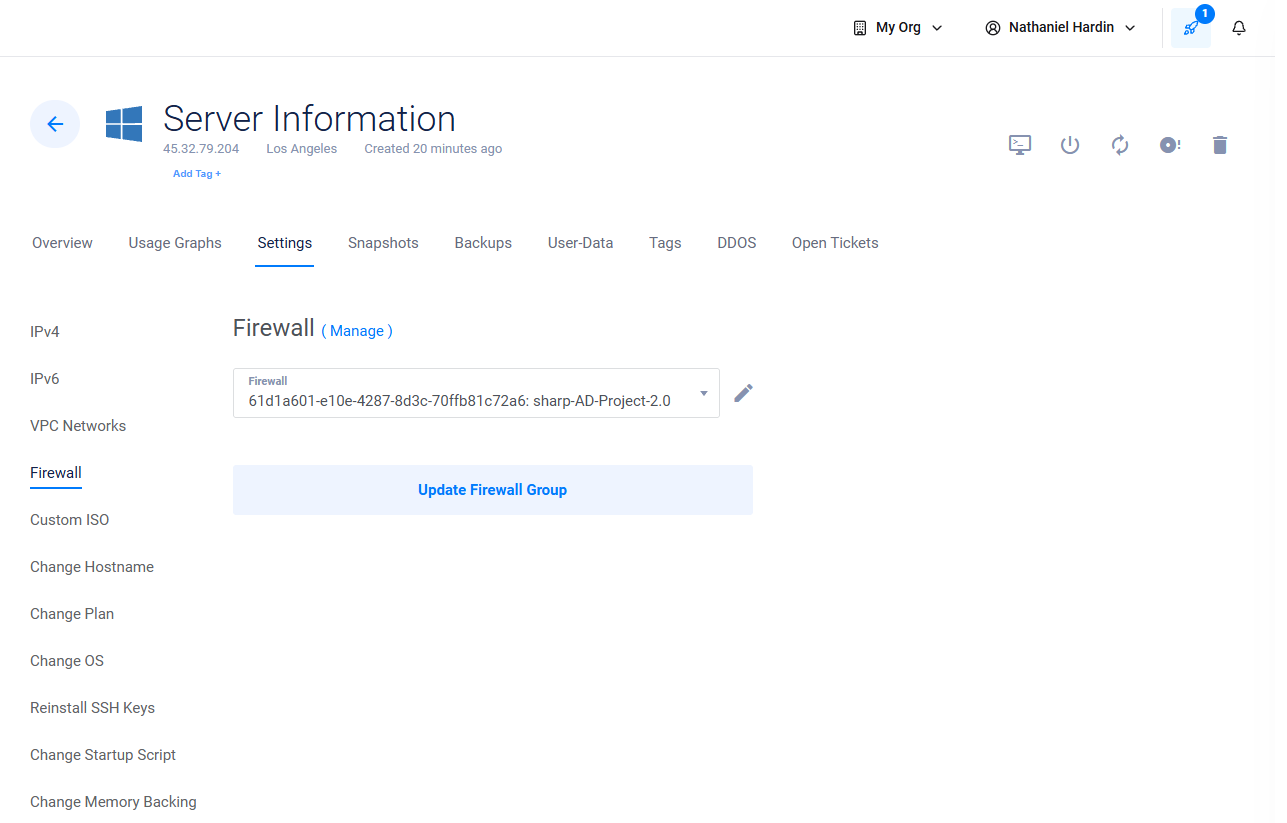 My Org
Nathaniel Hardin
1
Server Information
45.32.79.204 Los Angeles Created 20 minutes ago
Add Tag +
Overview Usage Graphs Settings Snapshots Backups User-Data Tags DDOS Open Tickets
IPv4
IPv6
VPC Networks
Firewall
Custom ISO
Change Hostname
Change Plan
Change OS
Reinstall SSH Keys
Change Startup Script
Change Memory Backing
Firewall ( Manage )
Firewall
61d1a601-e10e-4287-8d3c-70ffb81c72a6: sharp-AD-Project-2.0
Update Firewall Group